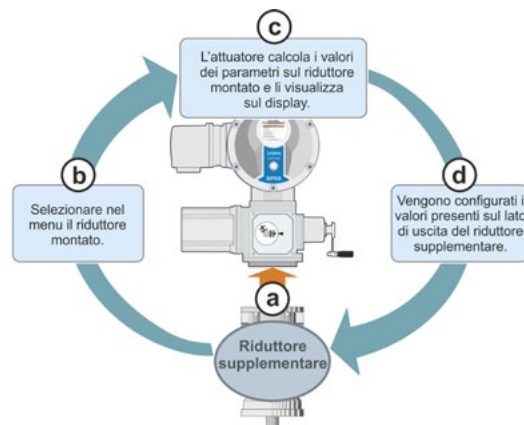 c
L'attuatore calcola i valori
dei parametri sul riduttore
montato e li visualizza
sul display.
b
Selezionare nel
menu il riduttore
montato.
d
Vengono configurati i
valori presenti sul lato
di uscita del riduttore
supplementare.
SIPOS
a
Riduttore
supplementare